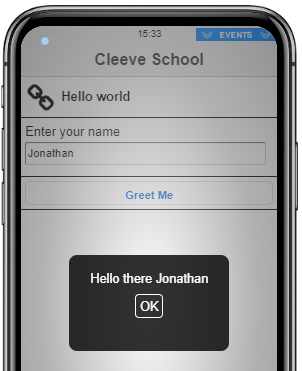 15:33
EVENTS
Cleeve School
Hello world
Enter your name
Jonathan
Greet Me
Hello there Jonathan
OK